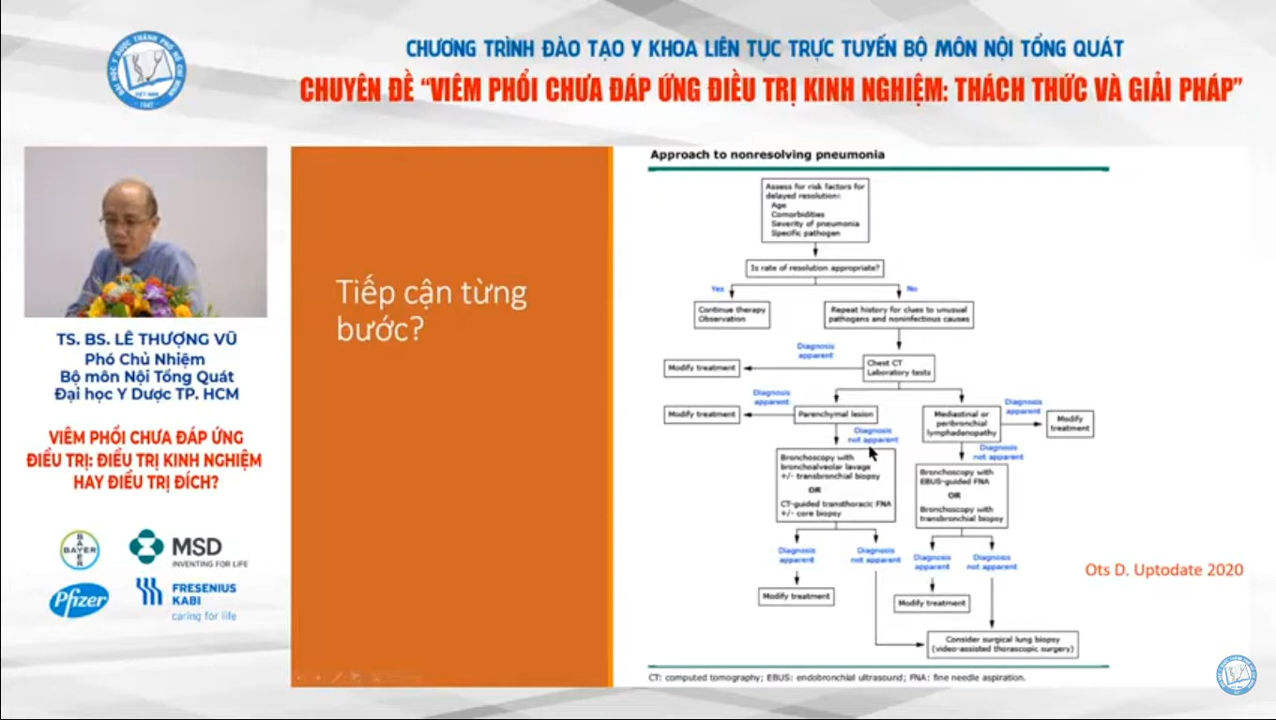 CHƯƠNG TRÌNH ĐÀO TẠO Y KHOA LIÊN TỤC TRỰC TUYẾN BỘ MÔN NỘI TỔNG QUÁT
CHUYÊN ĐỀ “VIÊM PHỔI CHƯA ĐÁP ỨNG ĐIỀU TRỊ KINH NGHIỆM: THÁCH THỨC VÀ GIẢI PHÁP”
TS. BS. LÊ THƯỢNG VŨ
Phó Chủ Nhiệm
Bộ môn Nội Tổng Quát
Đại học Y Dược TP. HCM
VIÊM PHỔI CHƯA ĐÁP ỨNG
ĐIỀU TRỊ: ĐIỀU TRỊ KINH NGHIỆM
HAY ĐIỀU TRỊ ĐÍCH?
BAYER
MSD
INVENTING FOR LIFE
Pfizer
FRESENIUS
KABI
caring for life
Tiếp cận từng
bước?
Approach to nonresolving pneumonia
Assess for risk factors for
delayed resolution:
Age
Comorbidities
Severity of pneumonia
Specific pathogen
Is rate of resolution appropriate?
Yes
No
Continue therapy
Observation
Repeat history for clues to unusual
pathogens and noninfectious causes
Diagnosis
apparent
Modify treatment
Chest CT
Laboratory tests
Diagnosis
apparent
Modify treatment
Parenchymal lesion
Mediastinal or
peribronchial
lymphadenopathy
Diagnosis
apparent
Modify
treatment
Diagnosis
not apparent
Diagnosis
not apparent
Bronchoscopy with
bronchoalveolar lavage
+/- transbronchial biopsy
OR
CT-guided transthoracic FNA
+/- core biopsy
Bronchoscopy with
EBUS-guided FNA
OR
Bronchoscopy with
transbronchial biopsy
Diagnosis
apparent
Diagnosis
not apparent
Diagnosis
apparent
Diagnosis
not apparent
Modify treatment
Modify treatment
Consider surgical lung biopsy
(video-assisted thorascopic surgery)
Ots D. Uptodate 2020
CT: computed tomography; EBUS: endobronchial ultrasound; FNA: fine needle aspiration.